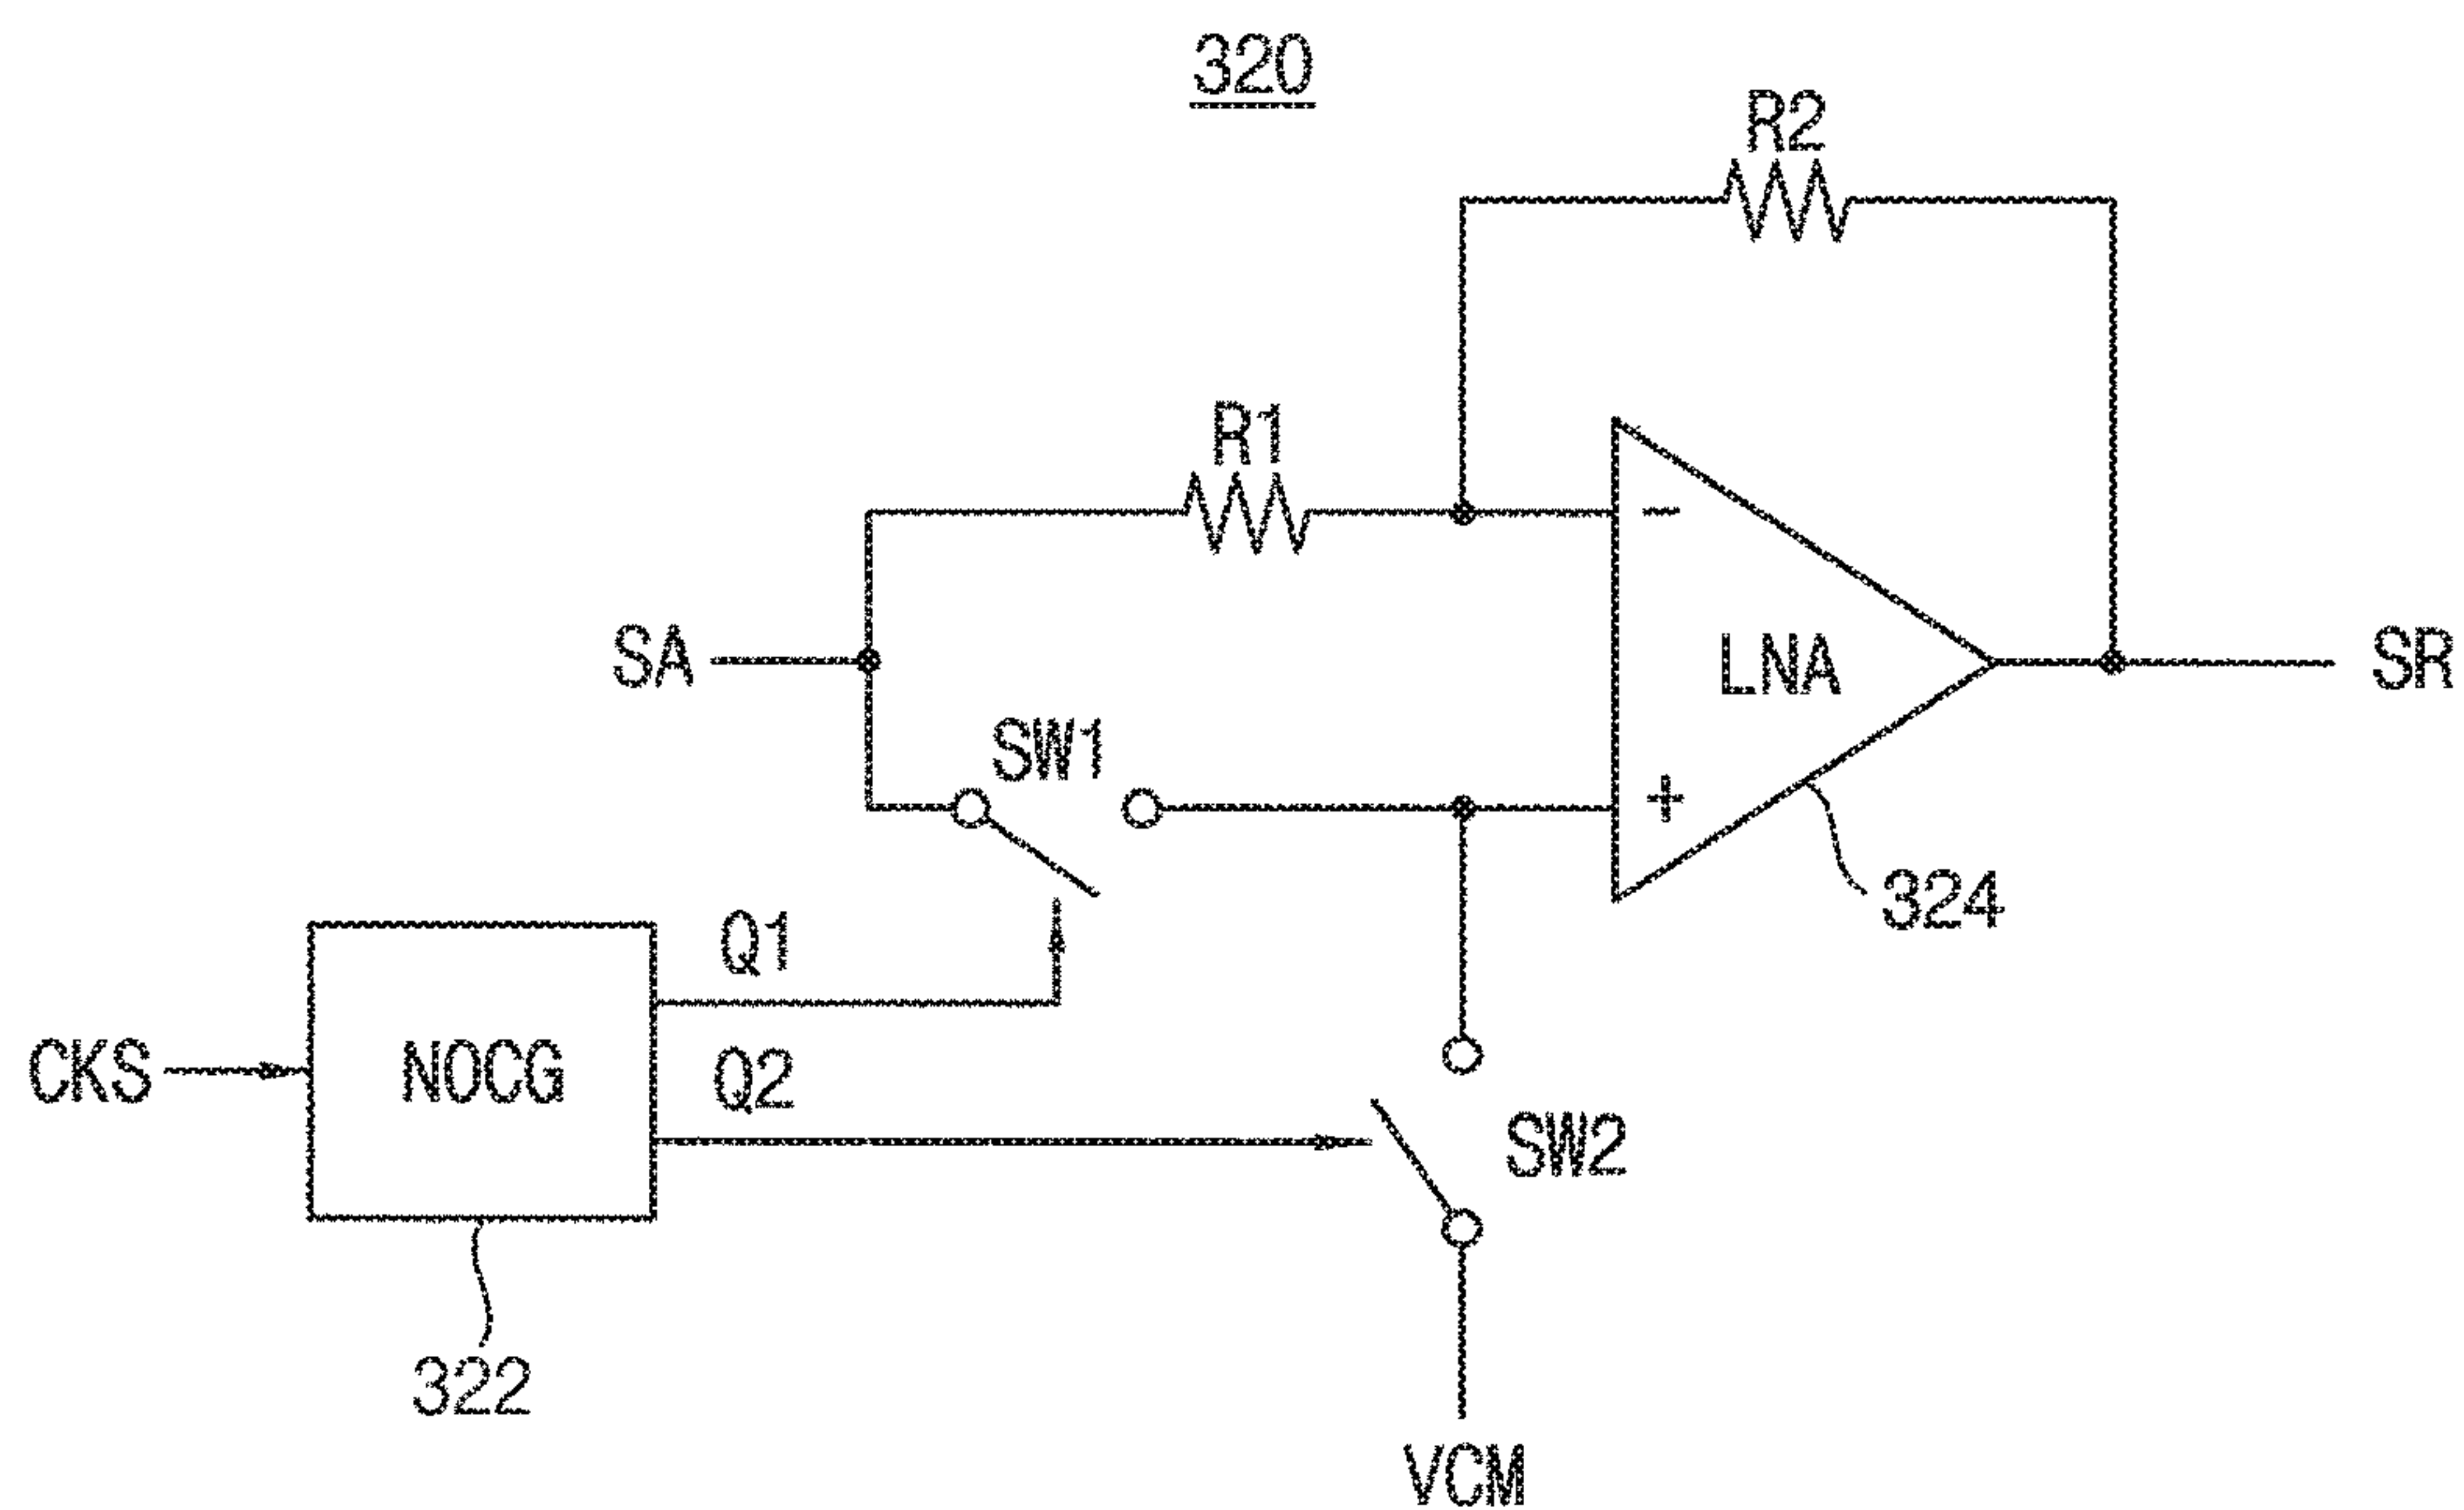 320
R2
R1
-
SA
LNA
SR
SW1
+
324
Q1
CKS
NOCG
Q2
SW2
322
VCM